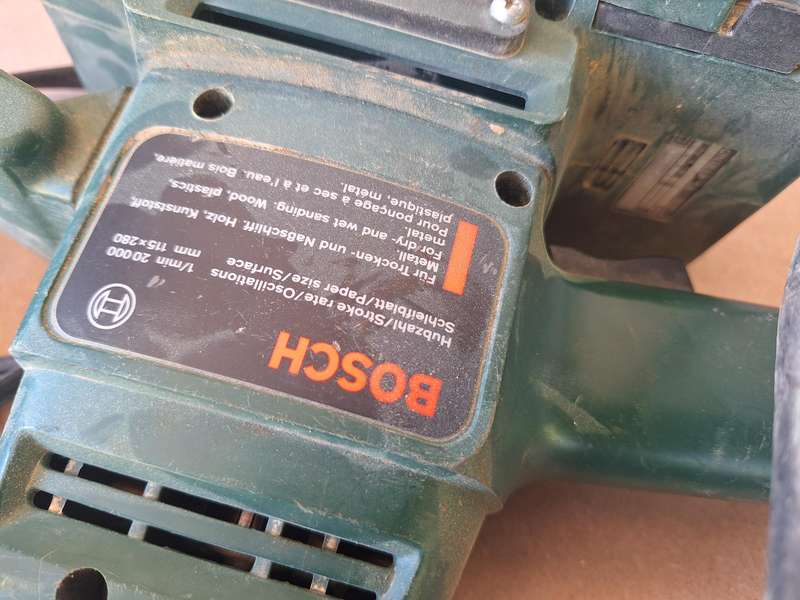 BOSCH
Hubzahl/Stroke rate/Oscillations 1/min 20 000
Schleifblatt/Paper size/Surface mm 115×280
Für Trocken- und Naßschliff. Holz, Kunststoff,
Metall.
For dry- and wet sanding. Wood, plastics,
metal.
Pour ponçage à sec et à l'eau. Bois matière,
plastique, métal.